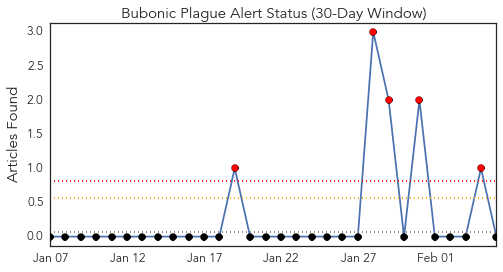 Bubonic Plague Alert Status (30-Day Window)
Articles Found
3.0
2.5
2.0
1.5
1.0
0.5
0.0
Jan 07
Jan 12
Jan 17
Jan 22
Jan 27
Feb 01